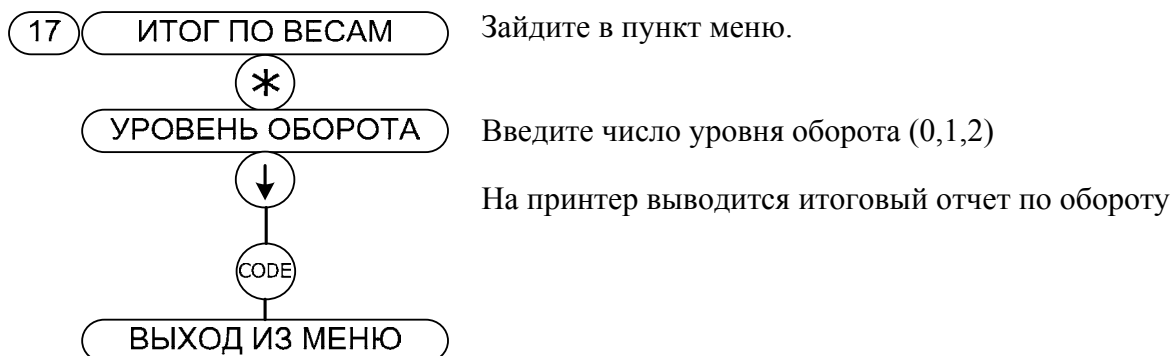 17 ИТОГ ПО ВЕСАМ Зайдите в пункт меню.
*
УРОВЕНЬ ОБОРОТА Введите число уровня оборота (0,1,2)
↓ На принтер выводится итоговый отчет по обороту
CODE
ВЫХОД ИЗ МЕНЮ